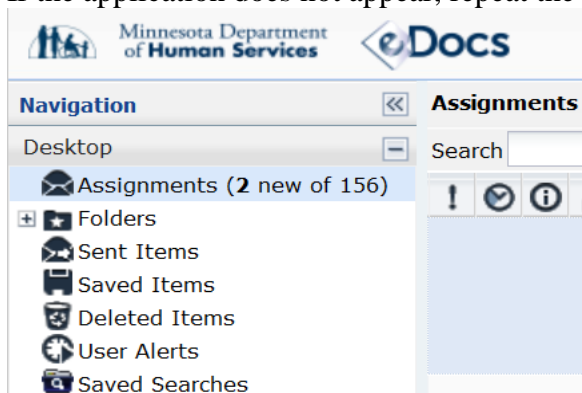 If the application does not appear, repeat the
Minnesota Department
of Human Services
eDocs
Navigation
Assignments
Desktop
Search
Assignments (2 new of 156)
Folders
Sent Items
Saved Items
Deleted Items
User Alerts
Saved Searches